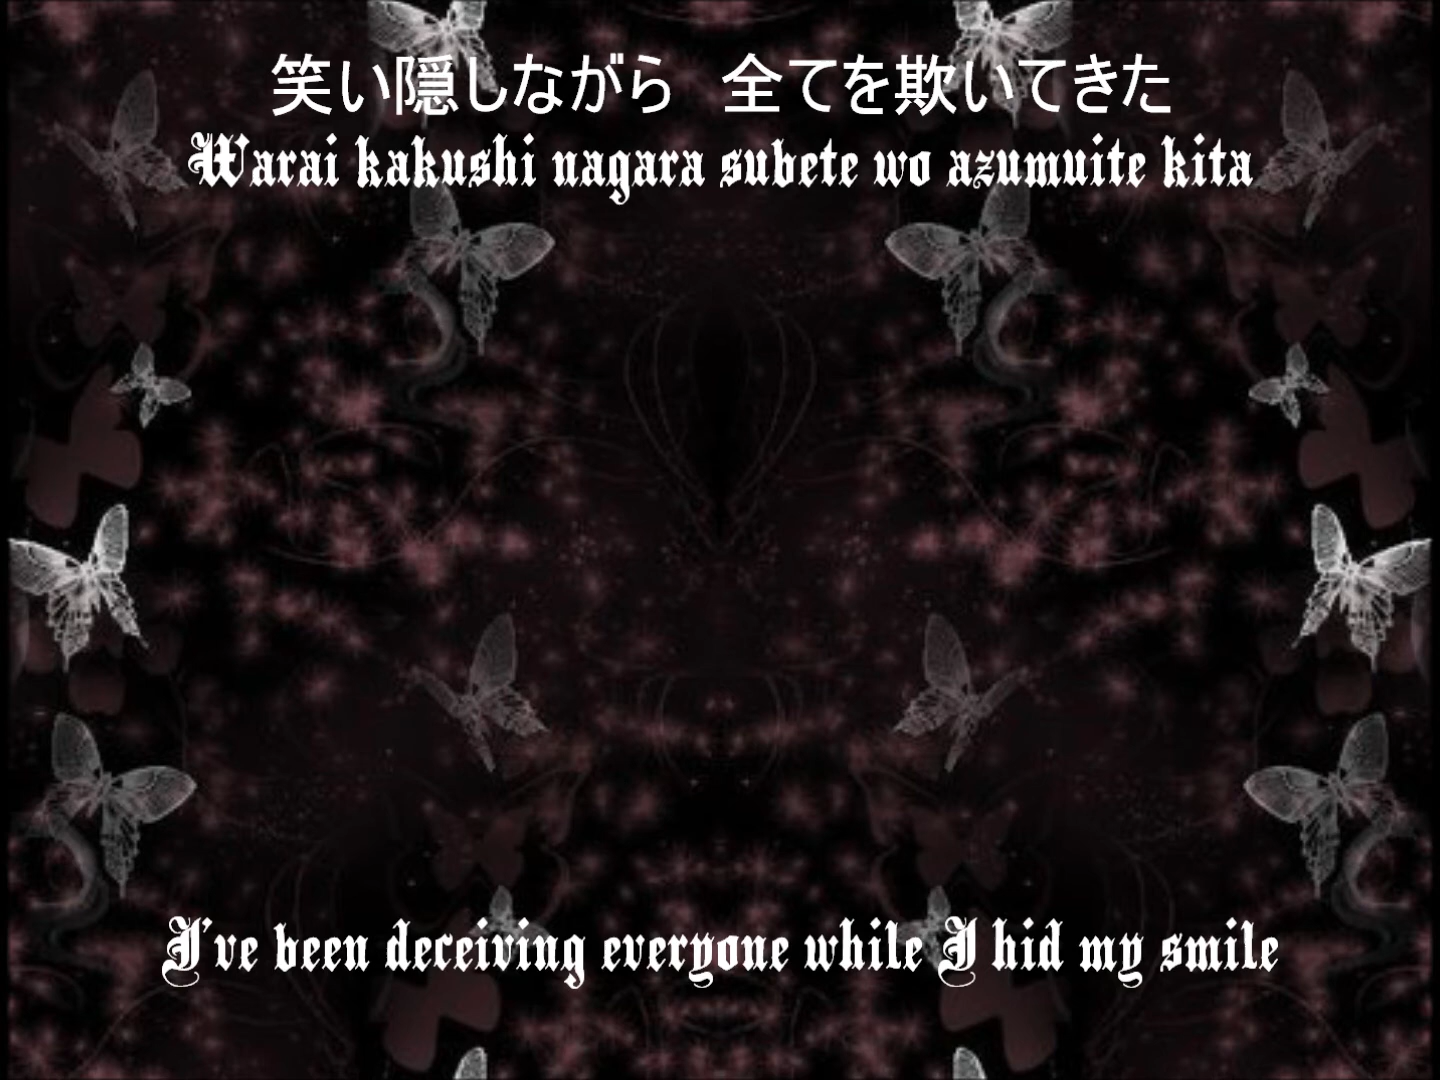 笑い隠しながら　全てを欺いてきた
Warai kakushi nagara subete wo azumuite kita
I've been deceiving everyone while I hid my smile